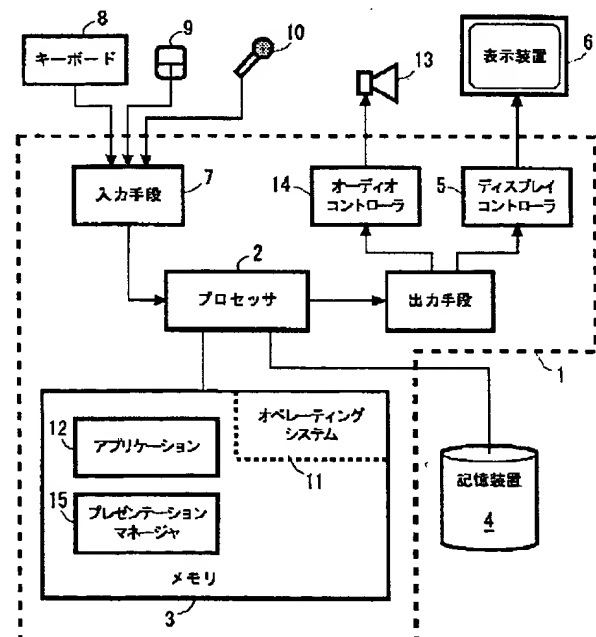 8
9
10
キーボード
13
表示装置
6
入力手段
7
14
オーディオ
コントローラ
5
ディスプレイ
コントローラ
2
プロセッサ
出力手段
1
12
アプリケーション
オペレーティング
システム
11
15
プレゼンテーション
マネージャ
メモリ
3
記憶装置
4